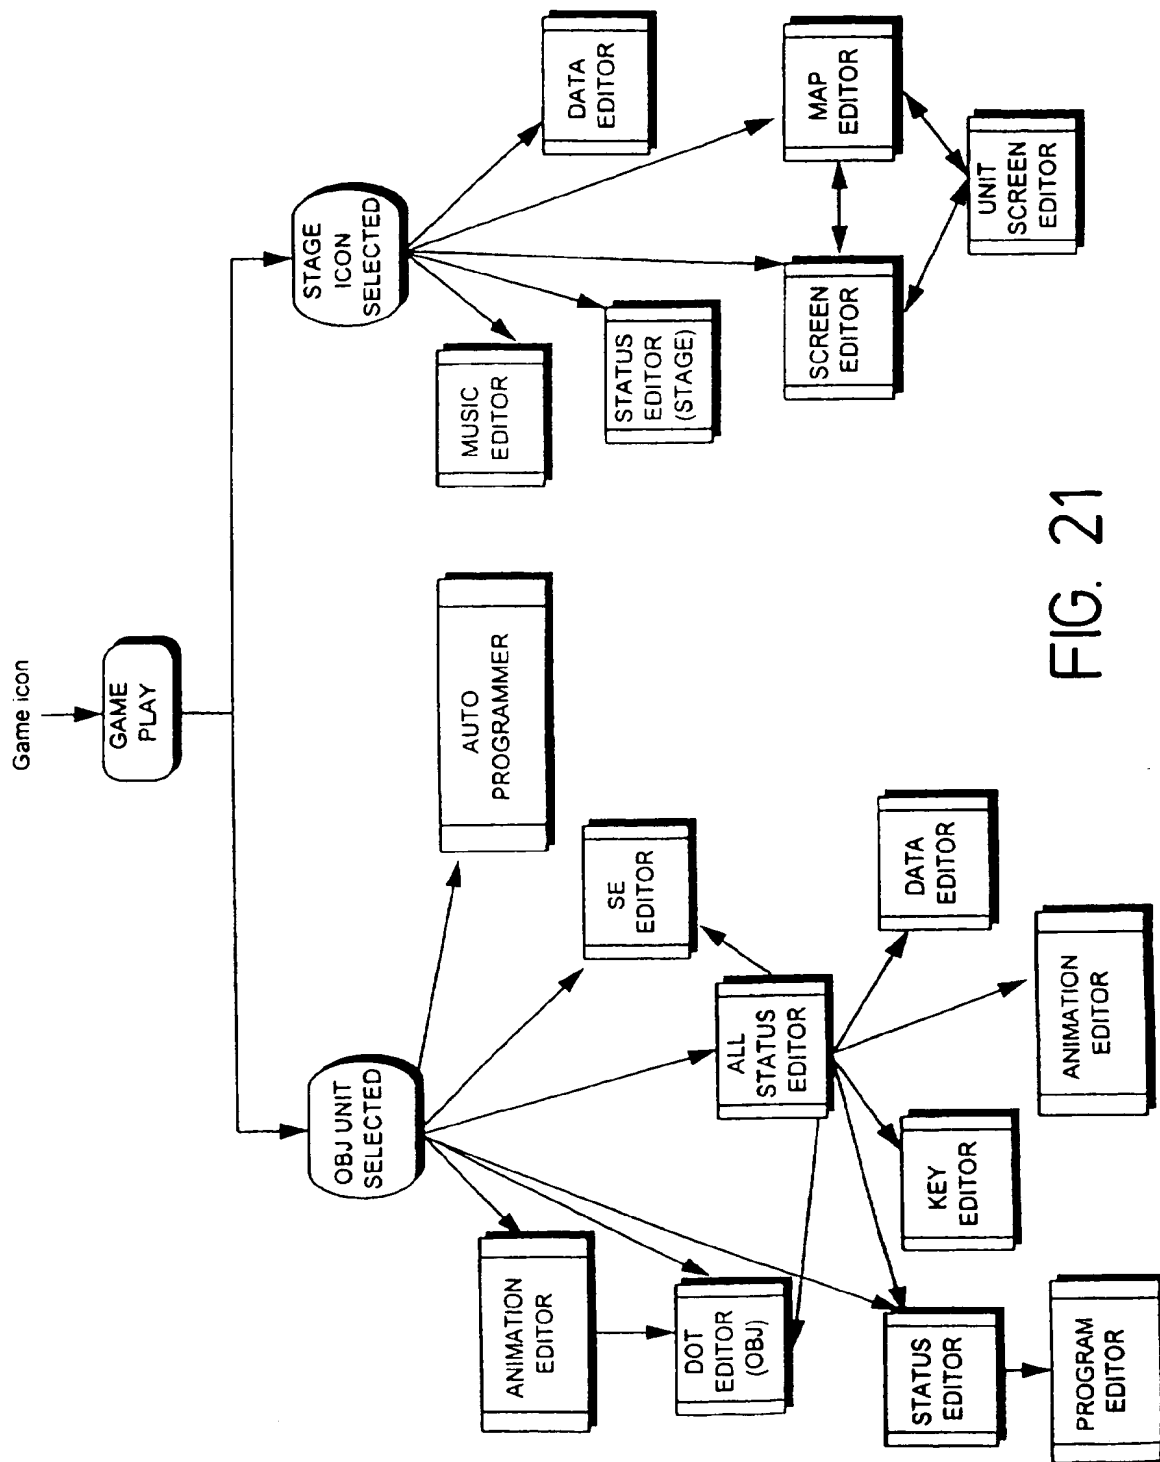 Game icon
GAME
PLAY
OBJ UNIT
SELECTED
STAGE
ICON
SELECTED
ANIMATION
EDITOR
DOT
EDITOR
(OBJ)
STATUS
EDITOR
PROGRAM
EDITOR
ALL
STATUS
EDITOR
KEY
EDITOR
ANIMATION
EDITOR
DATA
EDITOR
SE
EDITOR
AUTO
PROGRAMMER
MUSIC
EDITOR
STATUS
EDITOR
(STAGE)
SCREEN
EDITOR
MAP
EDITOR
UNIT
SCREEN
EDITOR
DATA
EDITOR
FIG. 21